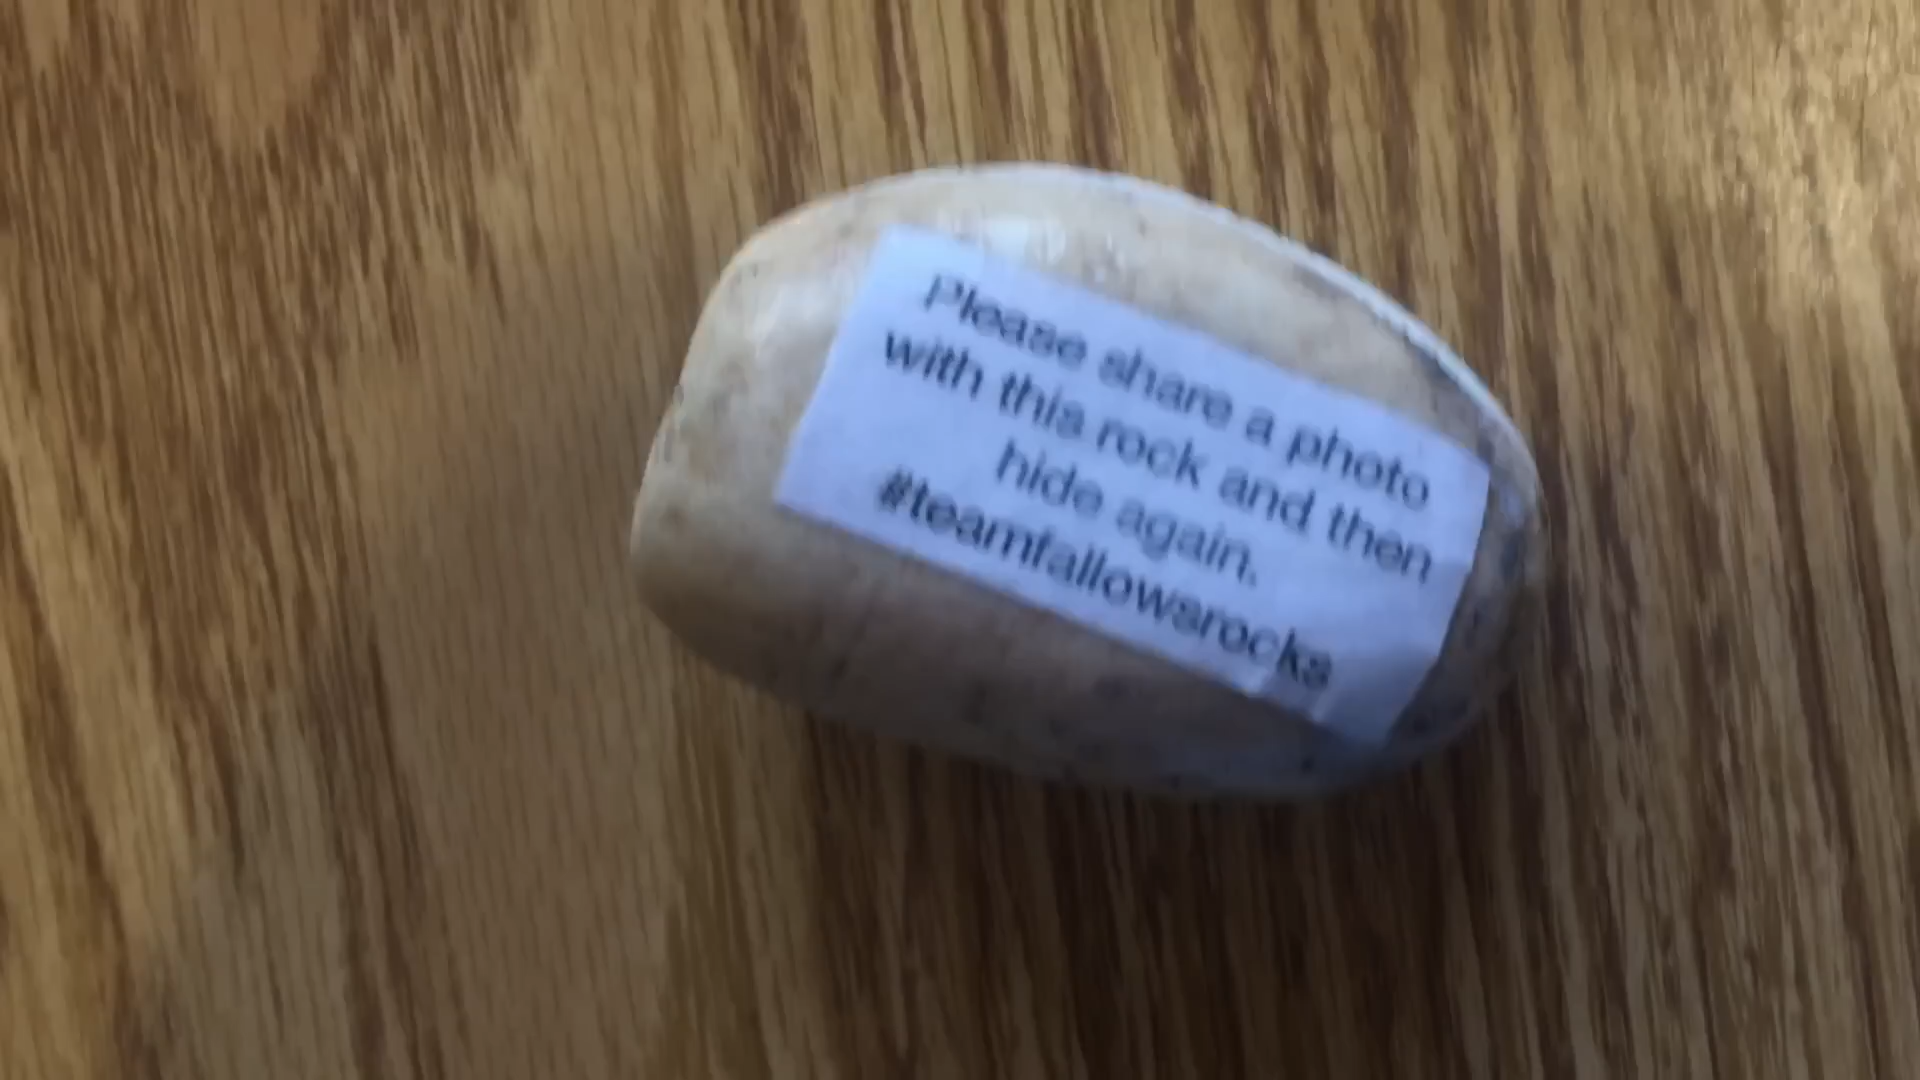 Please share a photo
with this rock and then
hide again.
#teamfallowsrocks